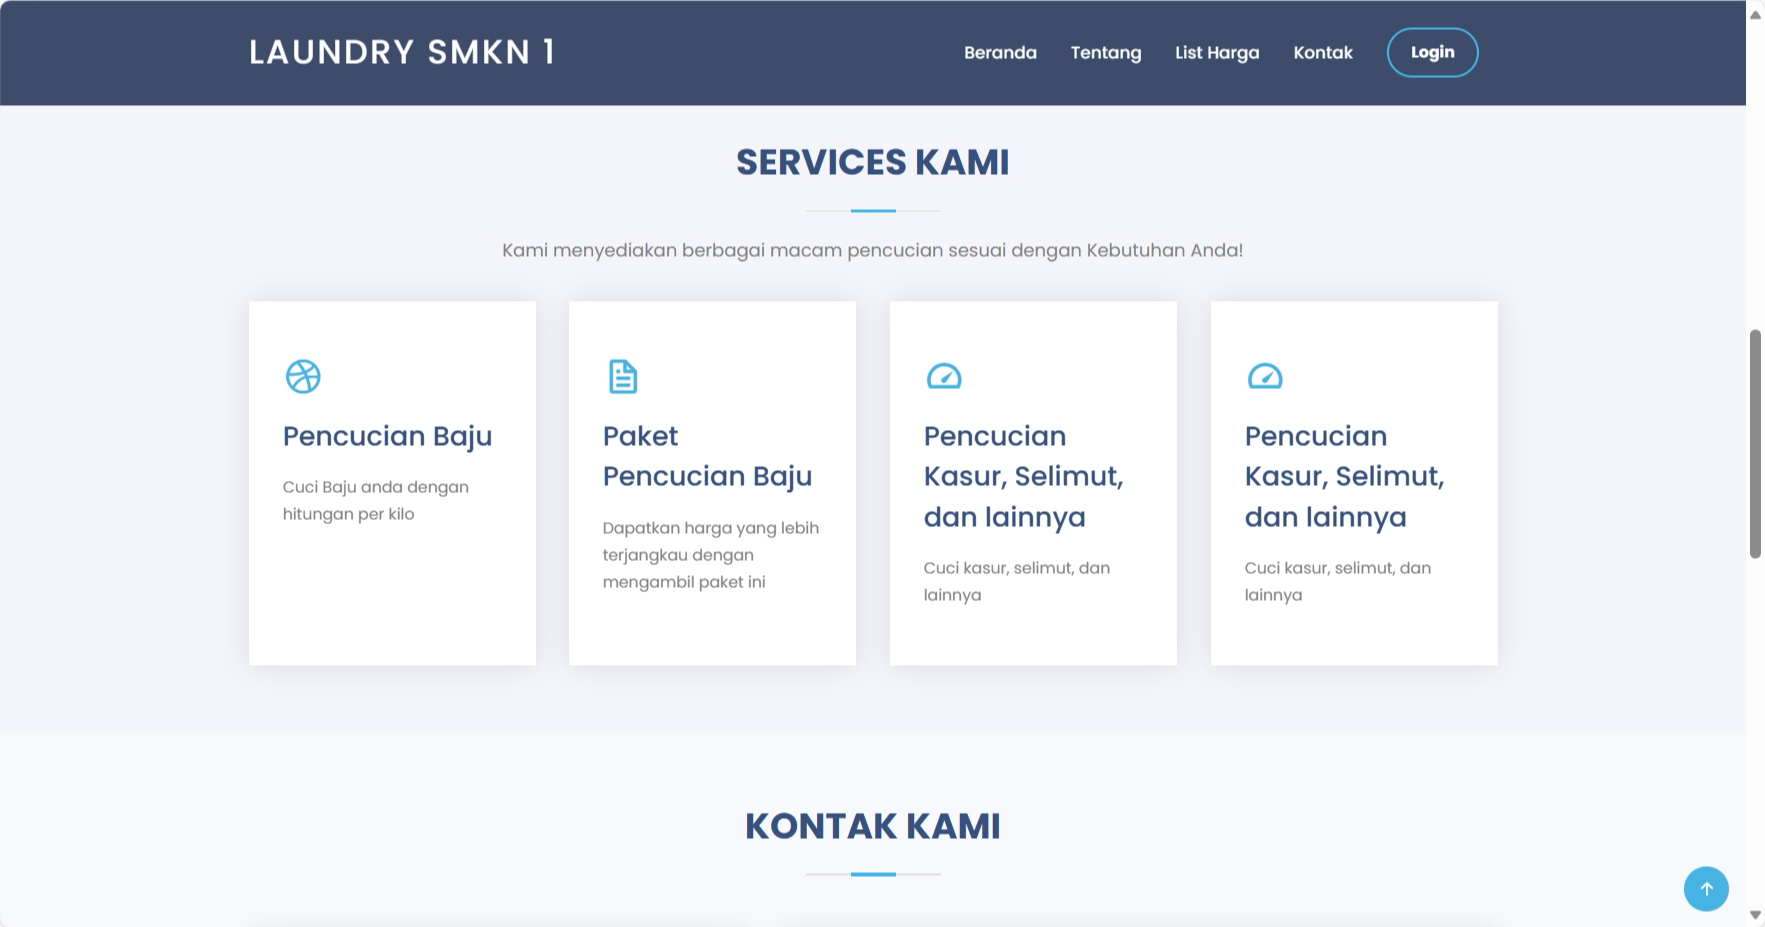 LAUNDRY SMKN 1
Beranda
Tentang
List Harga
Kontak
Login
SERVICES KAMI
Kami menyediakan berbagai macam pencucian sesuai dengan Kebutuhan Anda!
Pencucian Baju
Cuci Baju anda dengan
hitungan per kilo
Paket
Pencucian Baju
Dapatkan harga yang lebih
terjangkau dengan
mengambil paket ini
Pencucian
Kasur, Selimut,
dan lainnya
Cuci kasur, selimut, dan
lainnya
Pencucian
Kasur, Selimut,
dan lainnya
Cuci kasur, selimut, dan
lainnya
KONTAK KAMI